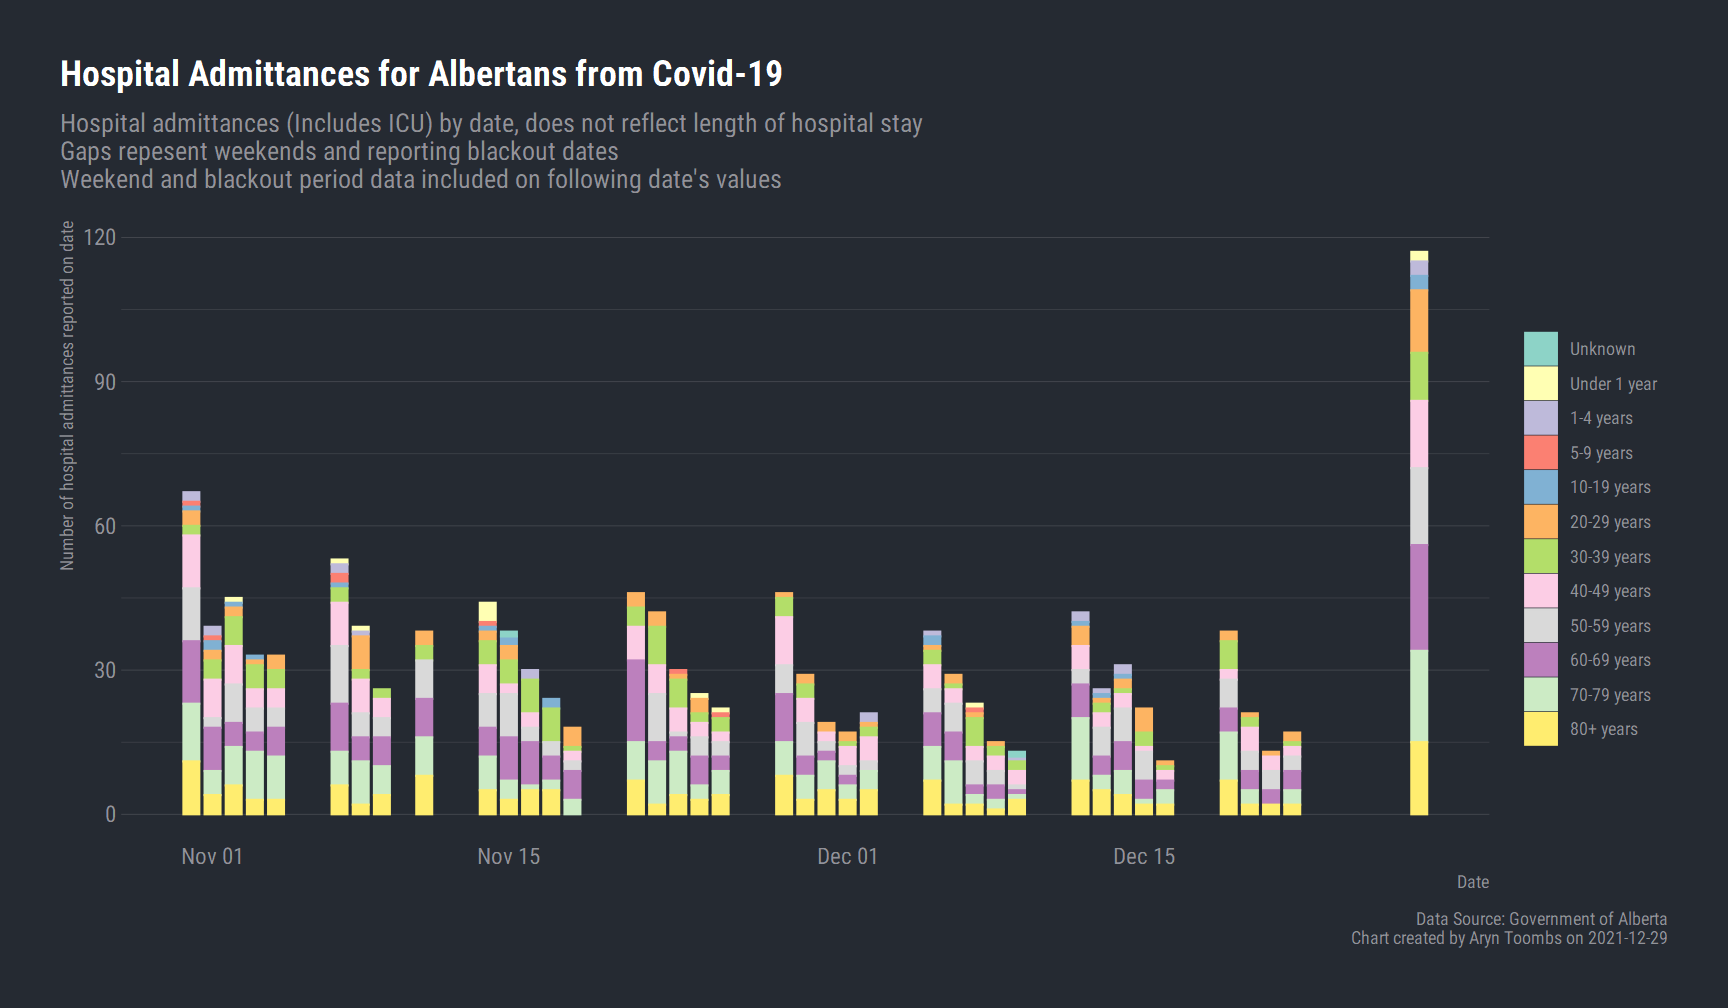 Hospital Admittances for Albertans from Covid-19
Hospital admittances (Includes ICU) by date, does not reflect length of hospital stay
Gaps repesent weekends and reporting blackout dates
Weekend and blackout period data included on following date's values
Number of hospital admittances reported on date
120
90
60
30
0
Nov 01
Nov 15
Dec 01
Dec 15
Date
Unknown
Under 1 year
1-4 years
5-9 years
10-19 years
20-29 years
30-39 years
40-49 years
50-59 years
60-69 years
70-79 years
80+ years
Data Source: Government of Alberta
Chart created by Aryn Toombs on 2021-12-29